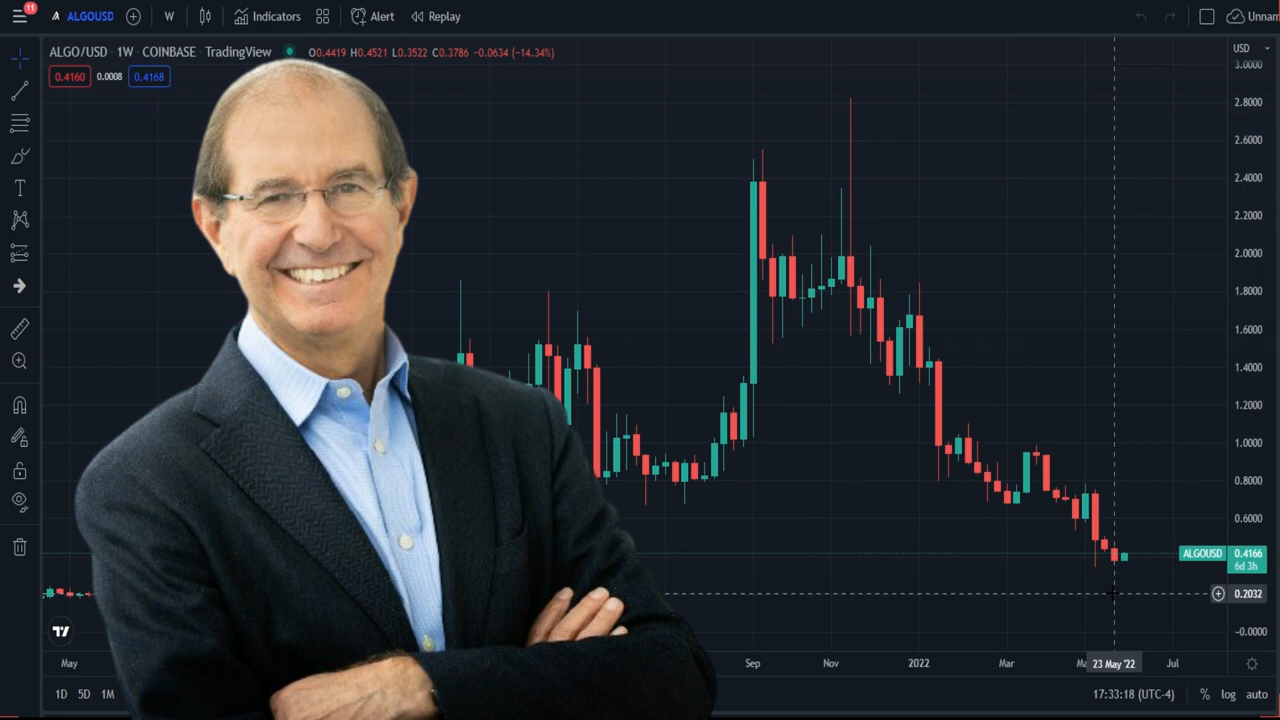 11
ALGOUSD
W
Indicators
Alert
Replay
Unnam
ALGO/USD · 1W · COINBASE · TradingView
O0.4419 H0.4521 L0.3522 C0.3786 −0.0634 (−14.34%)
0.4160
0.0008
0.4168
USD
3.0000
2.8000
2.6000
2.4000
2.2000
2.0000
1.8000
1.6000
1.4000
1.2000
1.0000
0.8000
0.6000
ALGOUSD
0.4166
6d 3h
0.2032
−0.0000
May
Sep
Nov
2022
Mar
Ma
23 May '22
Jul
1D
5D
1M
17:33:18 (UTC-4)
%
log
auto